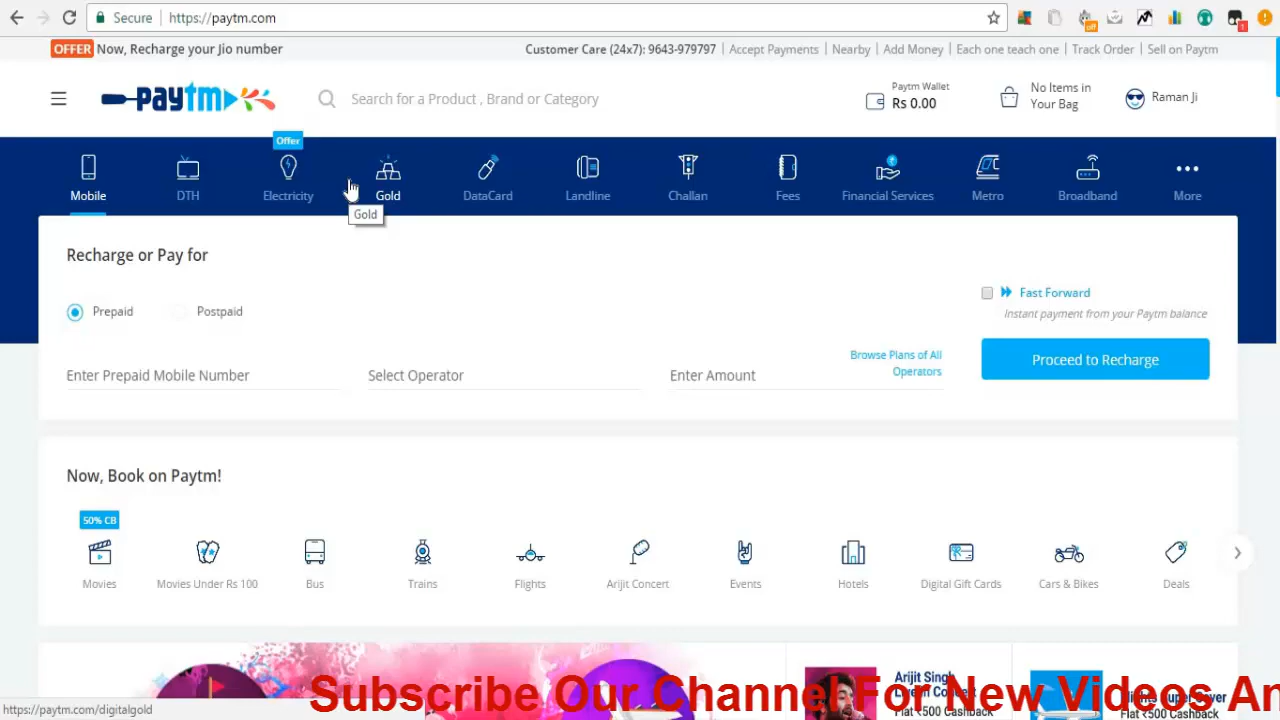 Secure https://paytm.com
OFFER Now, Recharge your Jio number
Customer Care (24x7): 9643-979797 | Accept Payments | Nearby | Add Money | Each one teach one | Track Order | Sell on Paytm
paytm
Search for a Product , Brand or Category
Paytm Wallet
Rs 0.00
No Items in
Your Bag
Raman Ji
Offer
Mobile
DTH
Electricity
Gold
DataCard
Landline
Challan
Fees
Financial Services
Metro
Broadband
More
Gold
Recharge or Pay for
Prepaid
Postpaid
Fast Forward
Instant payment from your Paytm balance
Enter Prepaid Mobile Number
Select Operator
Enter Amount
Browse Plans of All
Operators
Proceed to Recharge
Now, Book on Paytm!
50% CB
Movies
Movies Under Rs 100
Bus
Trains
Flights
Arijit Concert
Events
Hotels
Digital Gift Cards
Cars & Bikes
Deals
Arijit Singh
Flat ₹500 Cashback
Flat ₹500 Cashback
Subscribe Our Channel For New Videos An
https://paytm.com/digitalgold